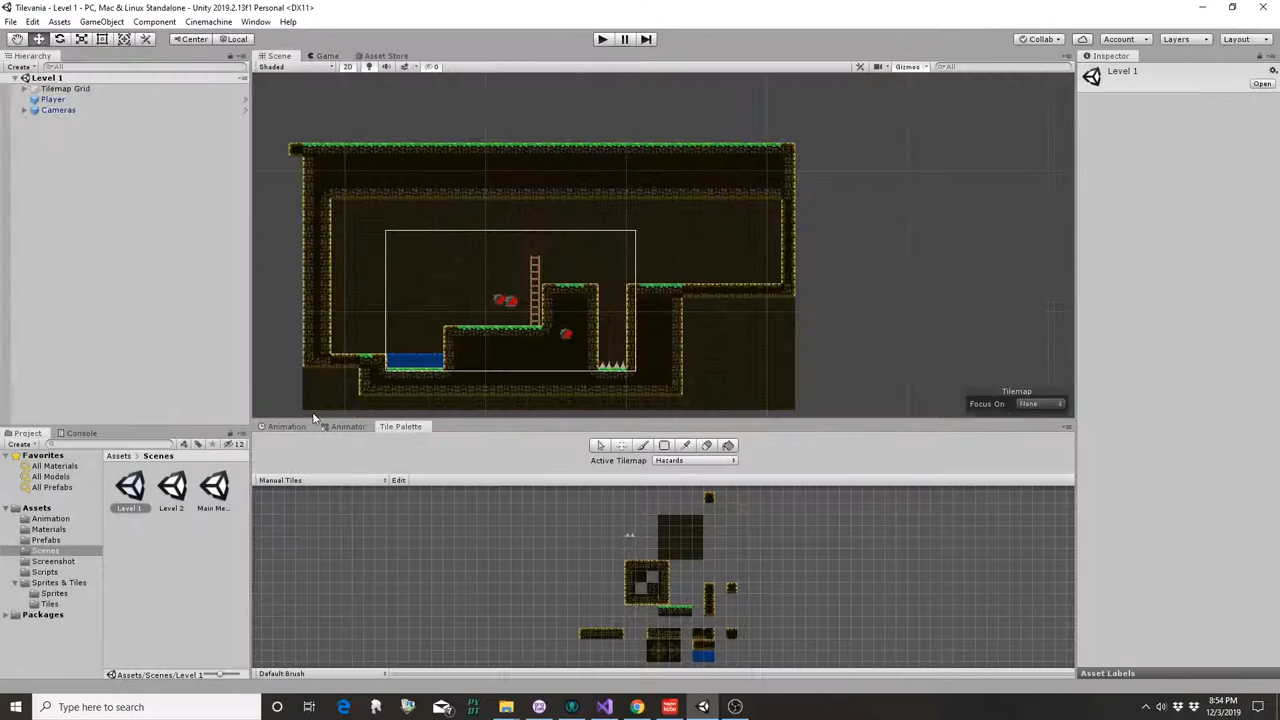 Tilevania - Level 1 - PC, Mac & Linux Standalone - Unity 2019.2.13f1 Personal <DX11>
File Edit Assets GameObject Component Cinemachine Window Help
Center Local Collab Account Layers Layout
Hierarchy Scene Game Asset Store Inspector
Create All Shaded 2D 0 Gizmos All
Level 1 Level 1
Open
Tilemap Grid
Player
Cameras
Tilemap
Focus On None
Project Console Animation Animator Tile Palette
Create 12
Favorites Assets Scenes
All Materials Active Tilemap Hazards
All Models
All Prefabs Manual Tiles Edit
Assets Level 1 Level 2 Main Me...
Animation
Materials
Prefabs
Scenes
Screenshot
Scripts
Sprites & Tiles
Sprites
Tiles
Packages
Assets/Scenes/Level 1 Default Brush Asset Labels
Type here to search 8:54 PM
12/3/2019